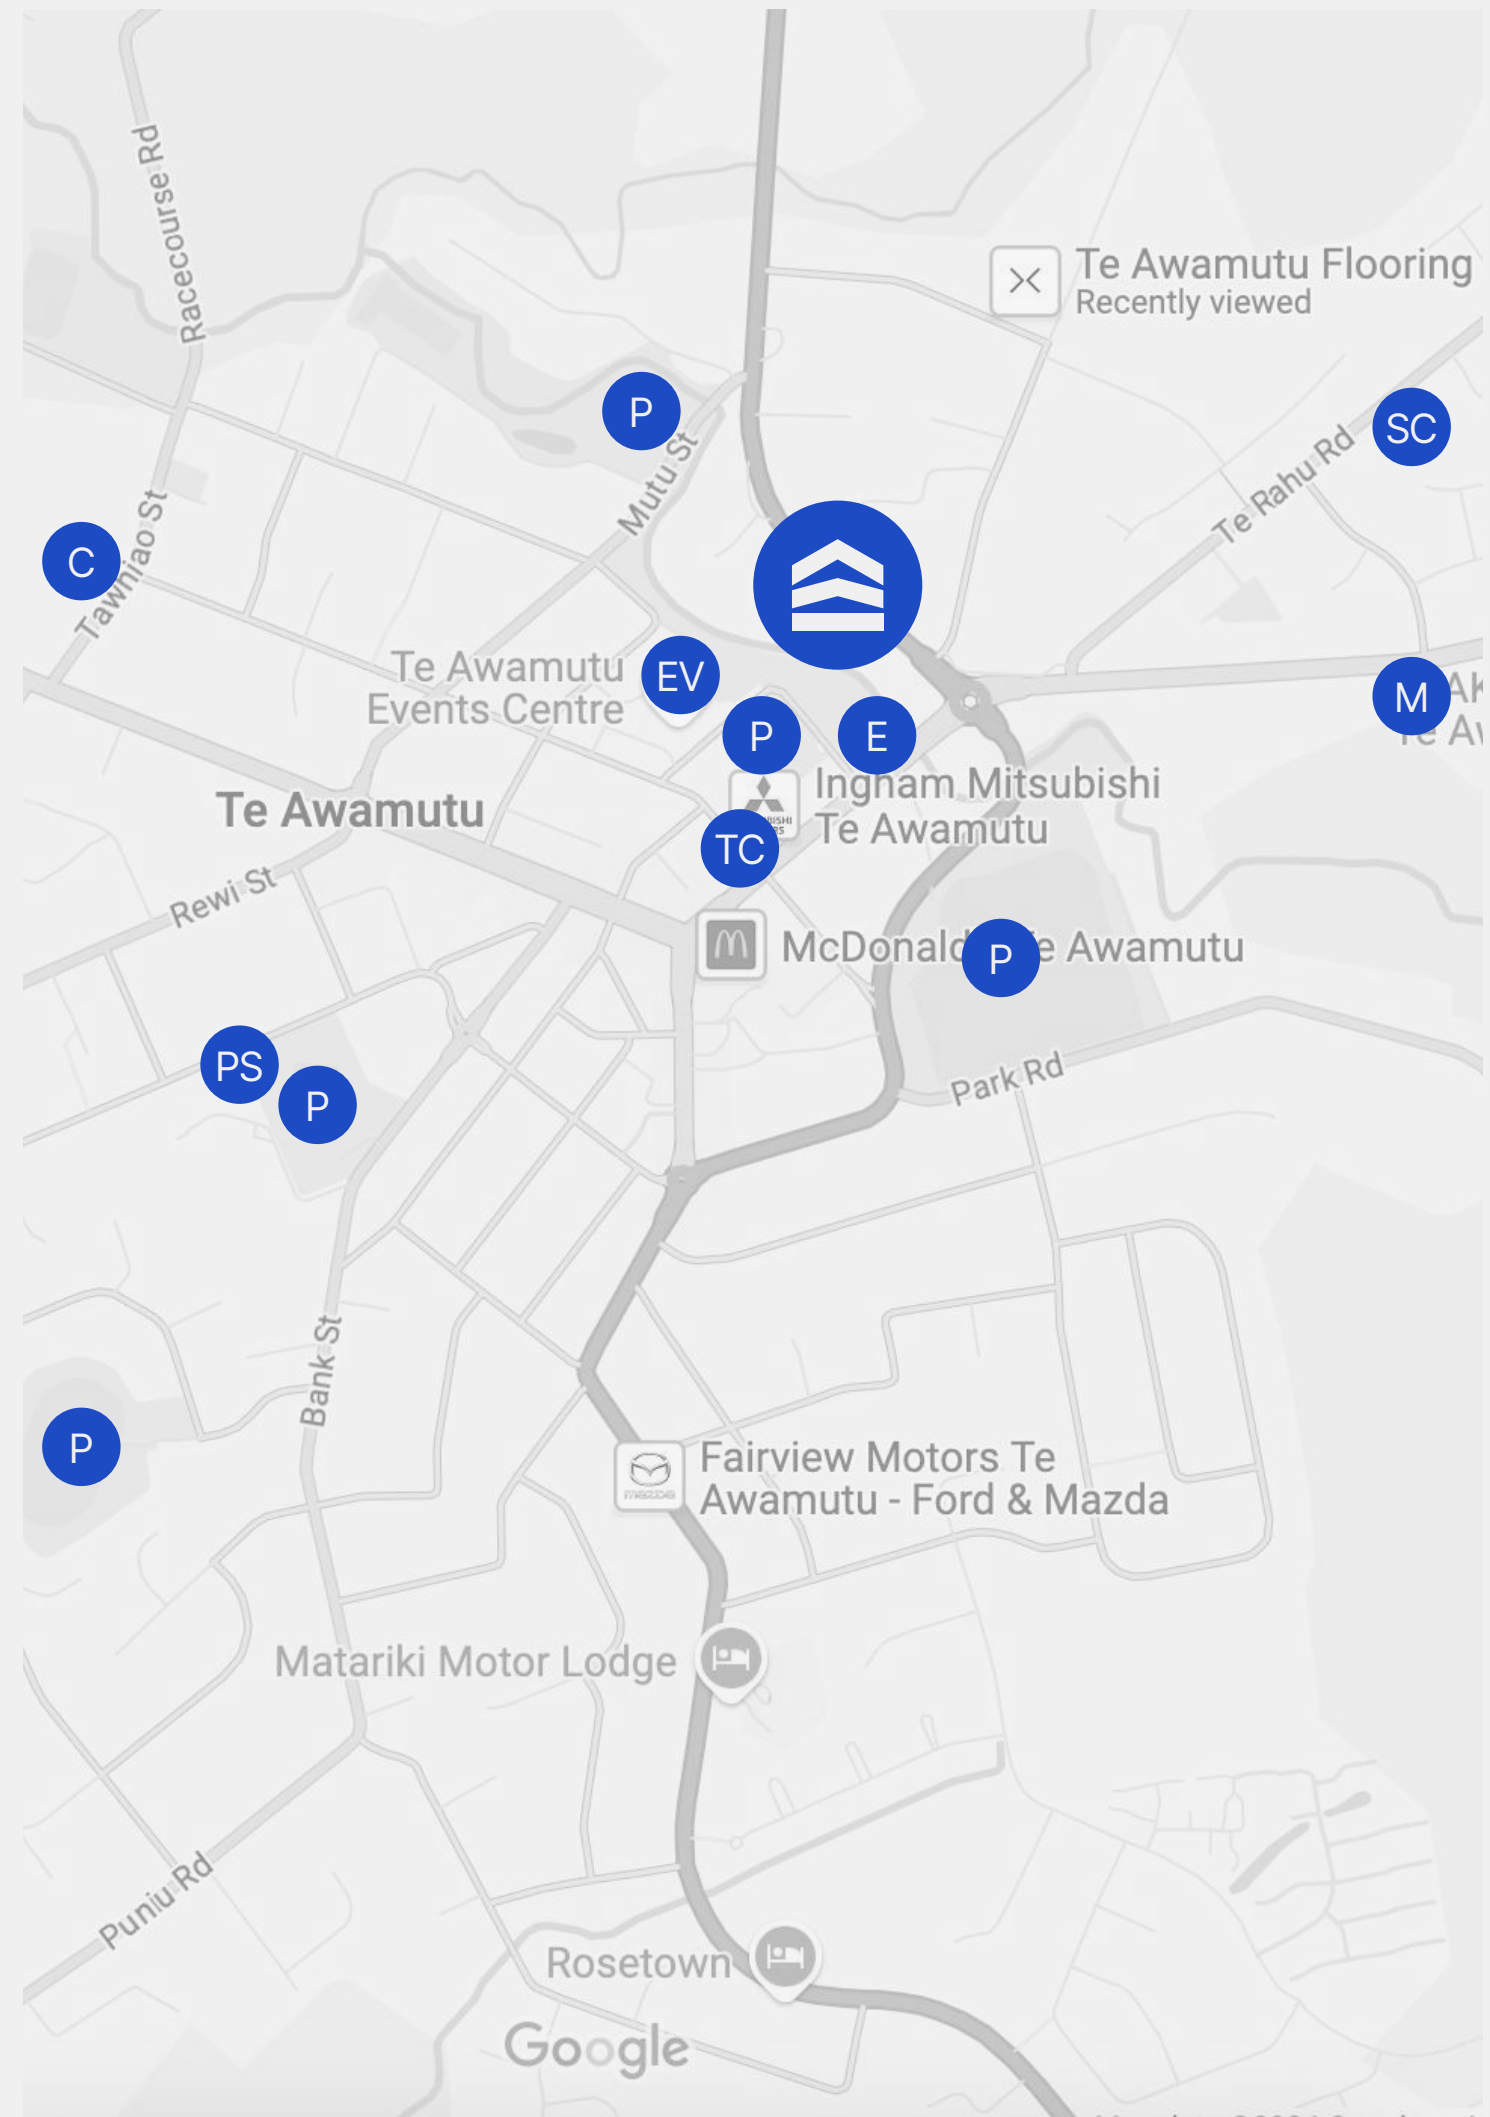 Racecourse Rd
Te Awamutu Flooring
Recently viewed
P
SC
Mutu St
Te Rahu Rd
C
Tawhiao St
Te Awamutu
Events Centre
EV
P
E
M
Ingham Mitsubishi
Te Awamutu
TC
Te Awamutu
Rewi St
McDonald
e Awamutu
P
PS
P
Park Rd
Bank St
P
Fairview Motors Te
Awamutu - Ford & Mazda
mazda
Matariki Motor Lodge
Puniu Rd
Rosetown
Google